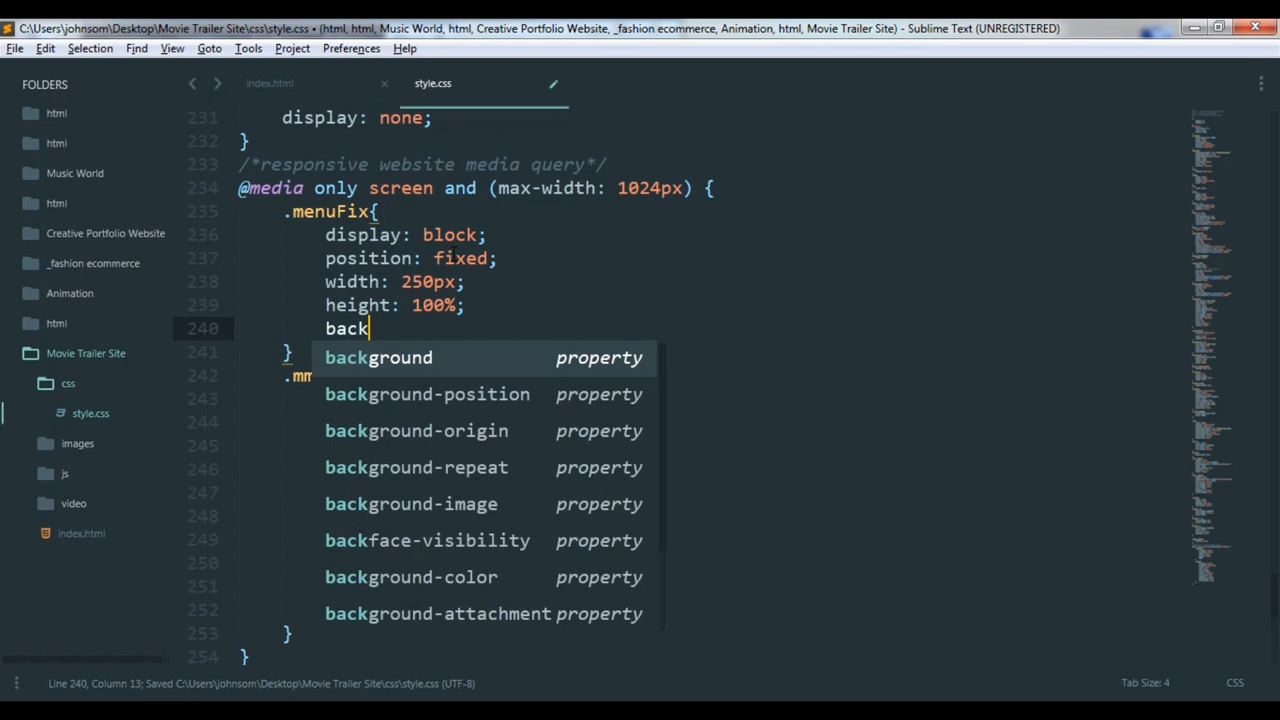 C:\Users\johnsom\Desktop\Movie Trailer Site\css\style.css • (html, html, Music World, html, Creative Portfolio Website, _fashion ecommerce, Animation, html, Movie Trailer Site) - Sublime Text (UNREGISTERED)
File Edit Selection Find View Goto Tools Project Preferences Help
FOLDERS
html
html
Music World
html
Creative Portfolio Website
_fashion ecommerce
Animation
html
Movie Trailer Site
css
style.css
images
js
video
index.html
index.html style.css
231 display: none;
232 }
233 /*responsive website media query*/
234 @media only screen and (max-width: 1024px) {
235 .menuFix{
236 display: block;
237 position: fixed;
238 width: 250px;
239 height: 100%;
240 back
241 }
242 .mm
243
244
245
246
247
248
249
250
251
252
253 }
254 }
background property
background-position property
background-origin property
background-repeat property
background-image property
backface-visibility property
background-color property
background-attachment property
Line 240, Column 13; Saved C:\Users\johnsom\Desktop\Movie Trailer Site\css\style.css (UTF-8)
Tab Size: 4
CSS